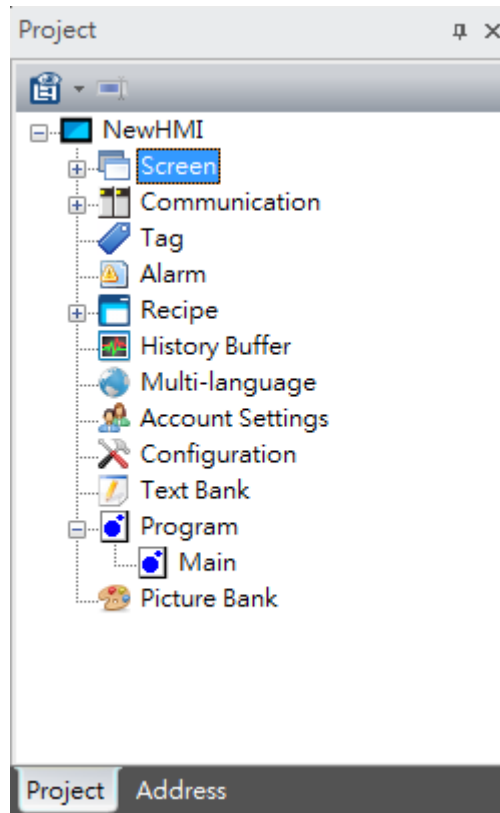 Project
NewHMI
Screen
Communication
Tag
Alarm
Recipe
History Buffer
Multi-language
Account Settings
Configuration
Text Bank
Program
Main
Picture Bank
Project Address